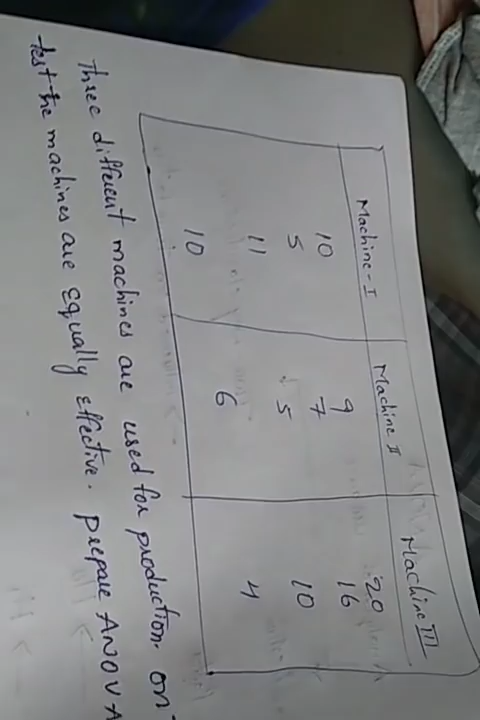 Machine-I Machine II Machine III
10 9 20
5 7 16
11 5 10
10 6 4
Three different machines are used for production. on
test the machines are equally effective. prepare ANOVA